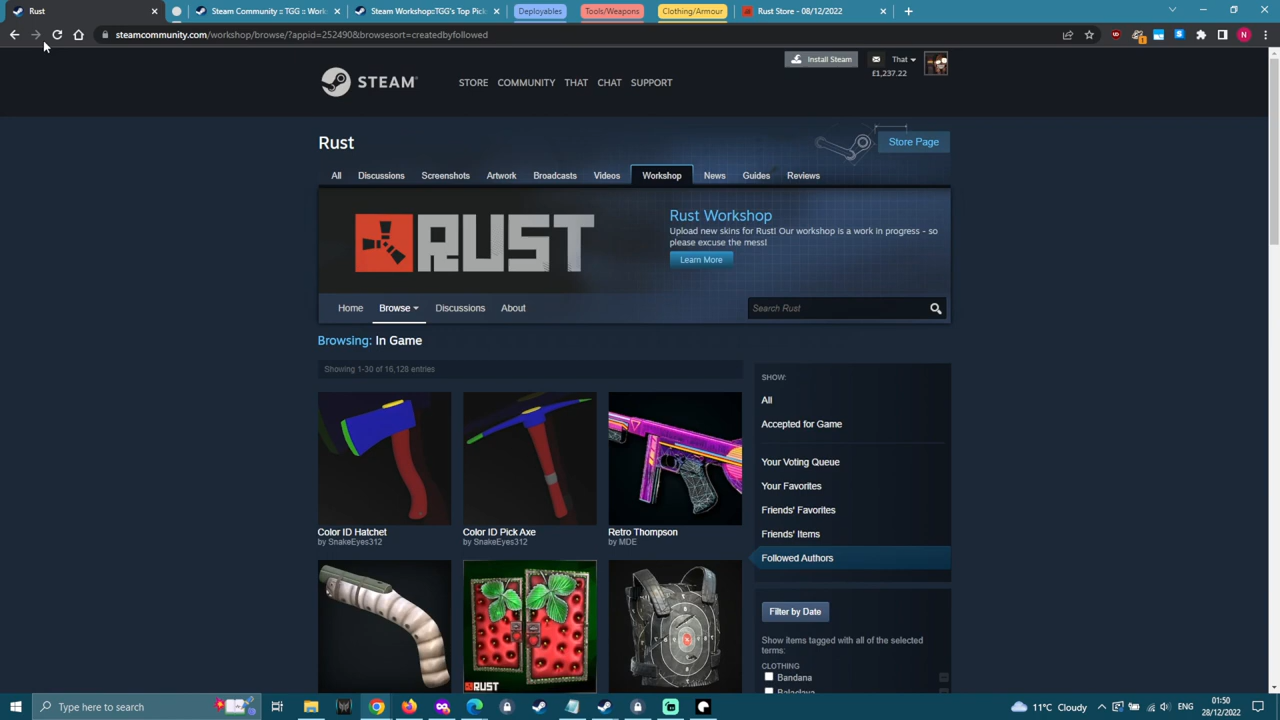 Rust
Steam Community :: TGG :: Work
Steam Workshop::TGG's Top Pick
Deployables
Tools/Weapons
Clothing/Armour
Rust Store - 08/12/2022
steamcommunity.com/workshop/browse/?appid=252490&browsesort=createdbyfollowed
N
Install Steam
That
£1,237.22
STEAM
STORE COMMUNITY THAT CHAT SUPPORT
Rust
Store Page
All Discussions Screenshots Artwork Broadcasts Videos Workshop News Guides Reviews
RUST
Rust Workshop
Upload new skins for Rust! Our workshop is a work in progress - so
please excuse the mess!
Learn More
Home Browse Discussions About
Search Rust
Browsing: In Game
Showing 1-30 of 16,128 entries
Color ID Hatchet
by SnakeEyes312
Color ID Pick Axe
by SnakeEyes312
Retro Thompson
by MDE
RUST
SHOW:
All
Accepted for Game
Your Voting Queue
Your Favorites
Friends' Favorites
Friends' Items
Followed Authors
Filter by Date
Show items tagged with all of the selected
terms:
CLOTHING
Bandana
Balaclava
Type here to search
11°C Cloudy
01:50
28/12/2022